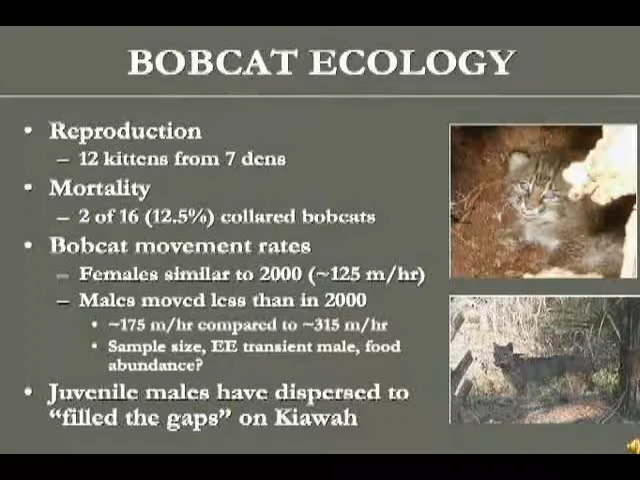 BOBCAT ECOLOGY
• Reproduction
– 12 kittens from 7 dens
• Mortality
– 2 of 16 (12.5%) collared bobcats
• Bobcat movement rates
– Females similar to 2000 (~125 m/hr)
– Males moved less than in 2000
• ~175 m/hr compared to ~315 m/hr
• Sample size, EE transient male, food
abundance?
• Juvenile males have dispersed to
“filled the gaps” on Kiawah